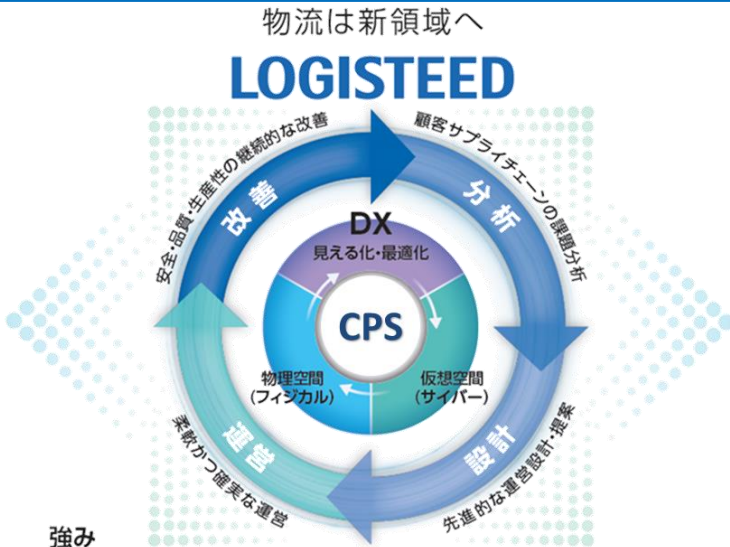 物流は新領域へ
LOGISTEED
安全・品質・生産性の継続的な改善
顧客サプライチェーンの課題分析
改善
分析
DX
見える化・最適化
CPS
物理空間
(フィジカル)
仮想空間
(サイバー)
運営
設計
柔軟かつ確実な運営
先進的な運営設計・提案
強み